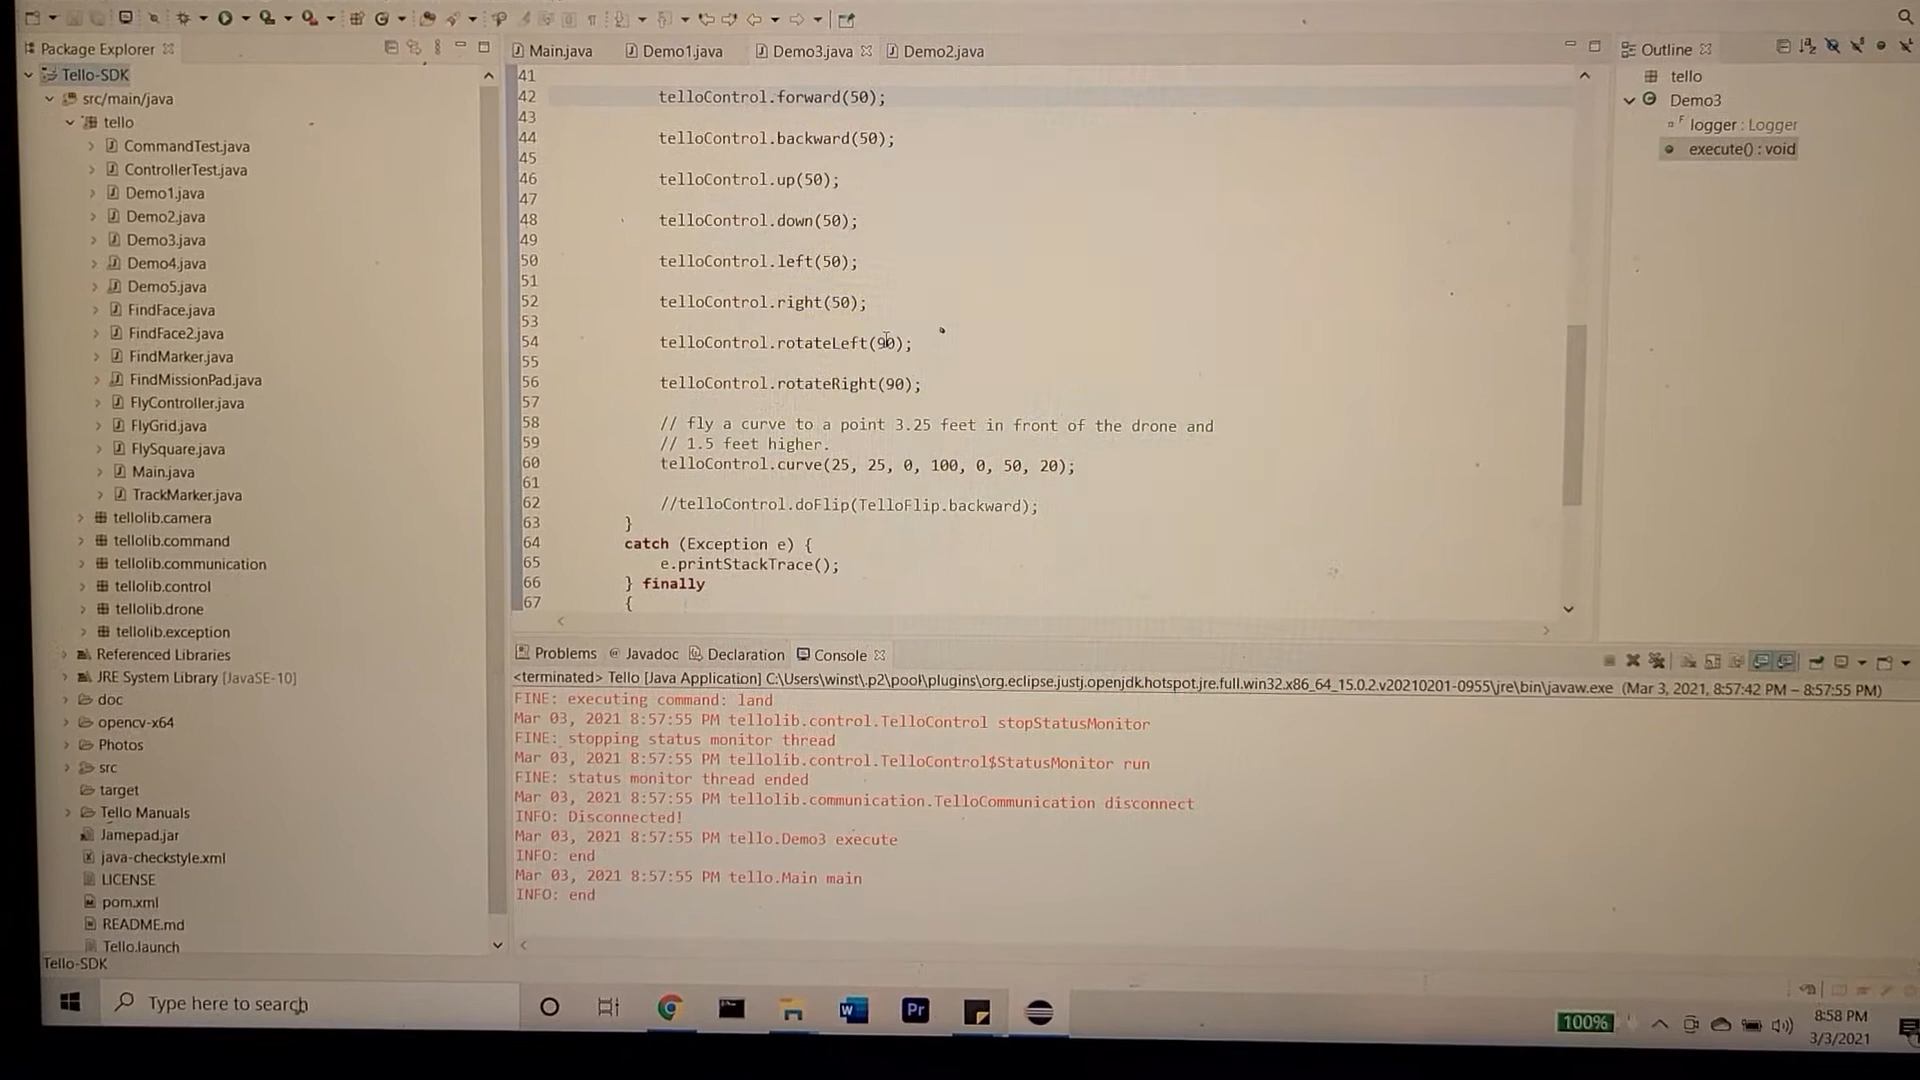 Package Explorer
Tello-SDK
src/main/java
tello
CommandTest.java
ControllerTest.java
Demo1.java
Demo2.java
Demo3.java
Demo4.java
Demo5.java
FindFace.java
FindFace2.java
FindMarker.java
FindMissionPad.java
FlyController.java
FlyGrid.java
FlySquare.java
Main.java
TrackMarker.java
tellolib.camera
tellolib.command
tellolib.communication
tellolib.control
tellolib.drone
tellolib.exception
Referenced Libraries
JRE System Library [JavaSE-10]
doc
opencv-x64
Photos
src
target
Tello Manuals
Jamepad.jar
java-checkstyle.xml
LICENSE
pom.xml
README.md
Tello.launch
Tello-SDK
Main.java Demo1.java Demo3.java Demo2.java
41
42 telloControl.forward(50);
43
44 telloControl.backward(50);
45
46 telloControl.up(50);
47
48 telloControl.down(50);
49
50 telloControl.left(50);
51
52 telloControl.right(50);
53
54 telloControl.rotateLeft(90);
55
56 telloControl.rotateRight(90);
57
58 // fly a curve to a point 3.25 feet in front of the drone and
59 // 1.5 feet higher.
60 telloControl.curve(25, 25, 0, 100, 0, 50, 20);
61
62 //telloControl.doFlip(TelloFlip.backward);
63 }
64 catch (Exception e) {
65 e.printStackTrace();
66 } finally
67 {
Outline
tello
Demo3
F logger : Logger
execute() : void
Problems @ Javadoc Declaration Console
<terminated> Tello [Java Application] C:\Users\winst\.p2\pool\plugins\org.eclipse.justj.openjdk.hotspot.jre.full.win32.x86_64_15.0.2.v20210201-0955\jre\bin\javaw.exe (Mar 3, 2021, 8:57:42 PM – 8:57:55 PM)
FINE: executing command: land
Mar 03, 2021 8:57:55 PM tellolib.control.TelloControl stopStatusMonitor
FINE: stopping status monitor thread
Mar 03, 2021 8:57:55 PM tellolib.control.TelloControl$StatusMonitor run
FINE: status monitor thread ended
Mar 03, 2021 8:57:55 PM tellolib.communication.TelloCommunication disconnect
INFO: Disconnected!
Mar 03, 2021 8:57:55 PM tello.Demo3 execute
INFO: end
Mar 03, 2021 8:57:55 PM tello.Main main
INFO: end
Type here to search
W
Pr
100%
8:58 PM
3/3/2021